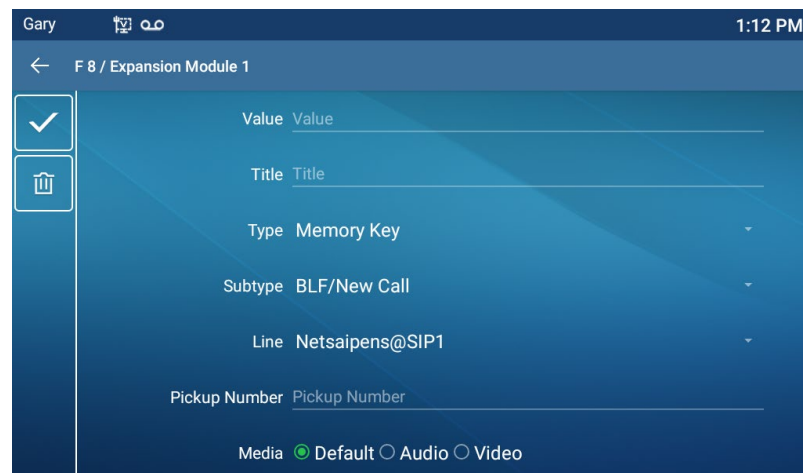 Gary 1:12 PM
F 8 / Expansion Module 1
Value Value
Title Title
Type Memory Key
Subtype BLF/New Call
Line Netsaipens@SIP1
Pickup Number Pickup Number
Media Default Audio Video